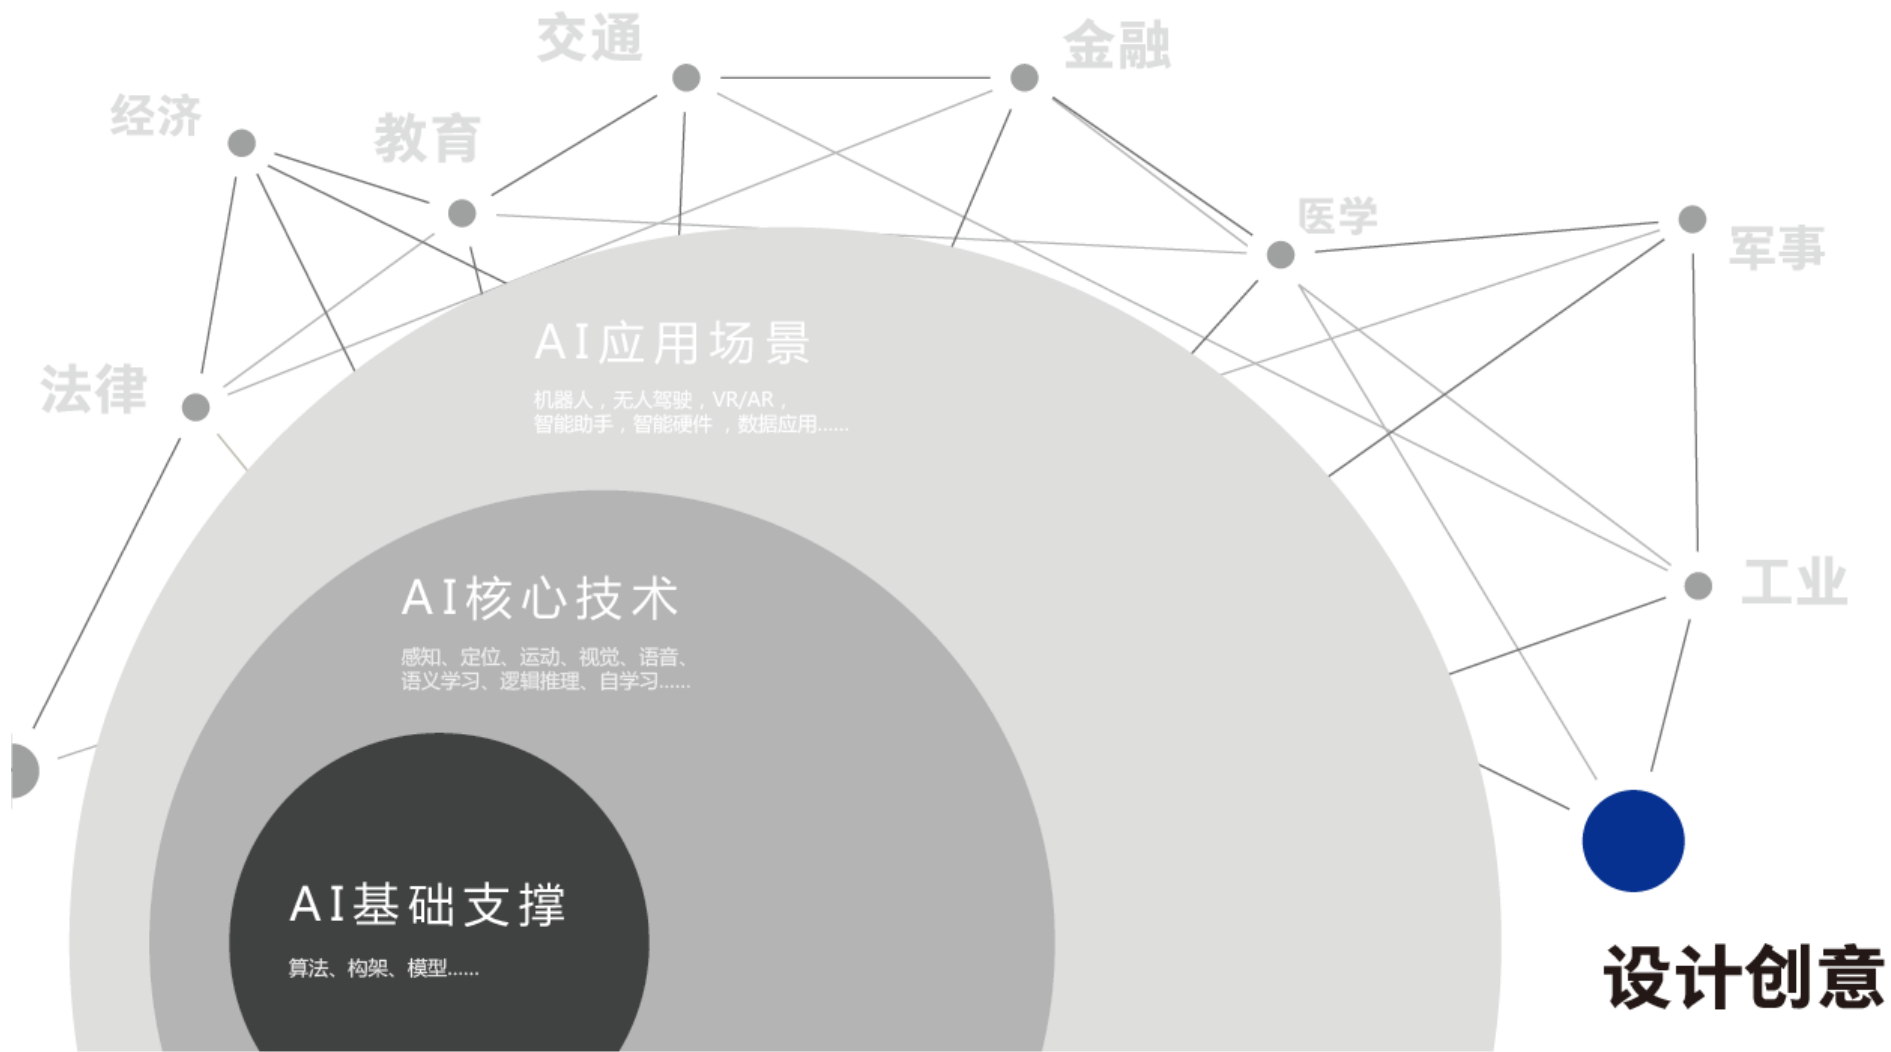 交通
金融
经济
教育
医学
军事
法律
AI应用场景
机器人，无人驾驶，VR/AR，
智能助手，智能硬件 ，数据应用......
工业
AI核心技术
感知、定位、运动、视觉、语音、
语义学习、逻辑推理、自学习......
AI基础支撑
算法、构架、模型......
设计创意